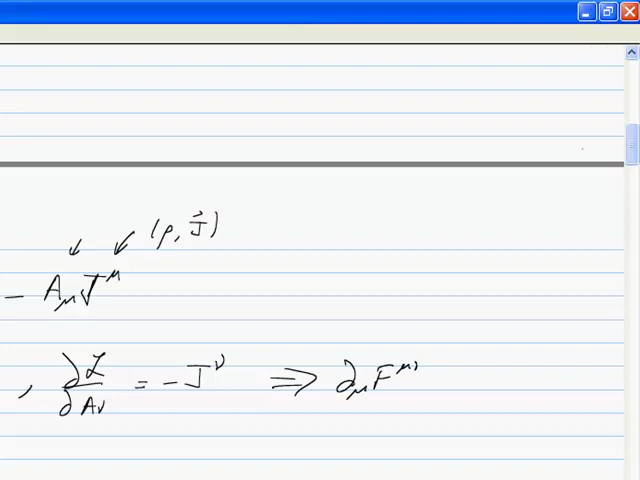 (ρ, J⃗)
− A_μ J^μ
, ∂ℒ/∂A_ν = − J^ν ⟹ ∂_μ F^μν